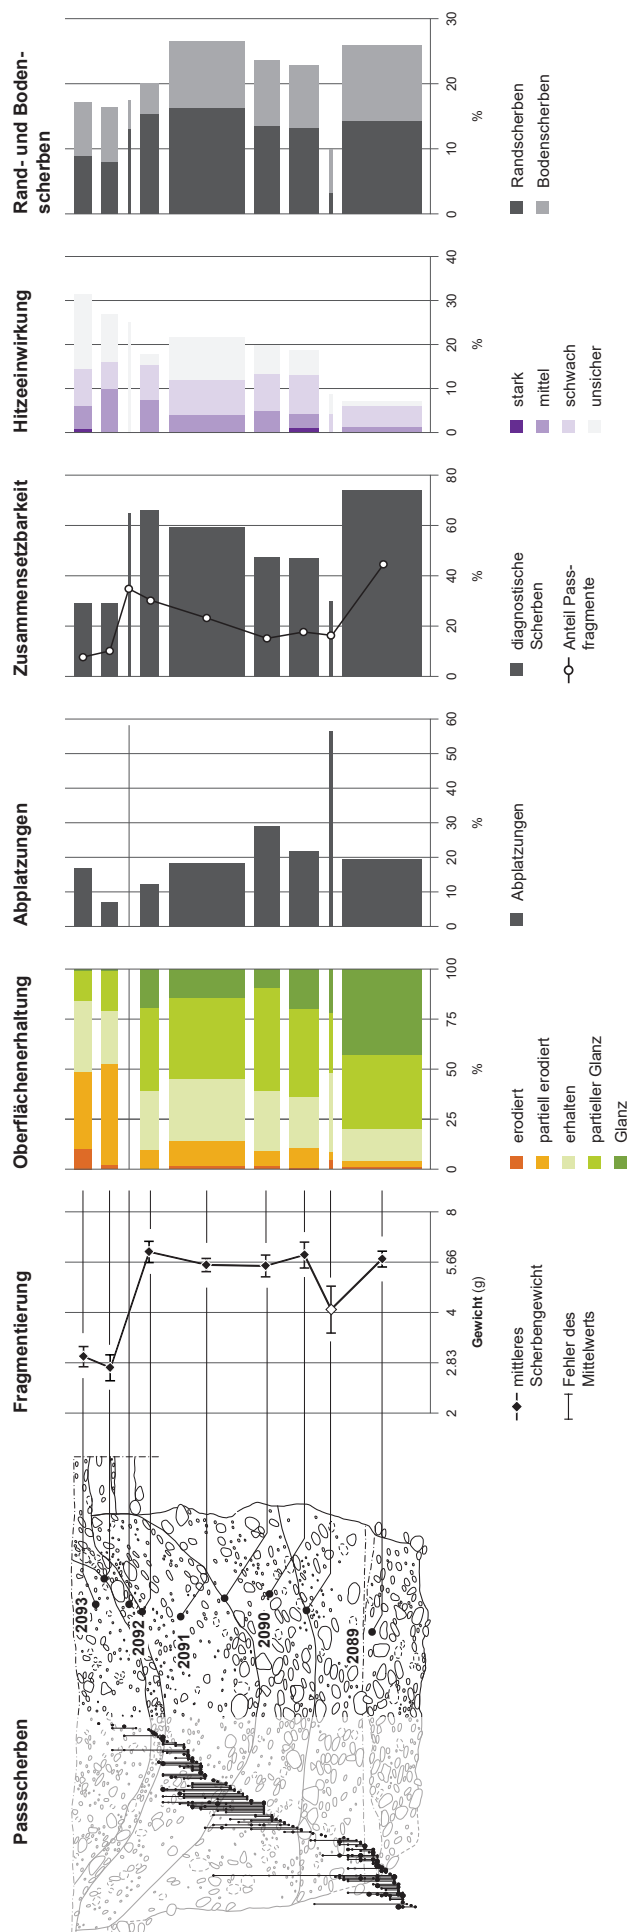 Passscherben
2093
2092
2091
2090
2089
Fragmentierung
2
2.83
4
5.66
8
Gewicht (g)
mittleres
Scherbengewicht
Fehler des
Mittelwerts
Oberflächenerhaltung
0
25
50
75
100
%
erodiert
partiell erodiert
erhalten
partieller Glanz
Glanz
Abplatzungen
0
10
20
30
40
50
60
%
Abplatzungen
Zusammensetzbarkeit
0
20
40
60
80
%
diagnostische
Scherben
Anteil Pass-
fragmente
Hitzeeinwirkung
0
10
20
30
40
%
stark
mittel
schwach
unsicher
Rand- und Boden-
scherben
0
10
20
30
%
Randscherben
Bodenscherben